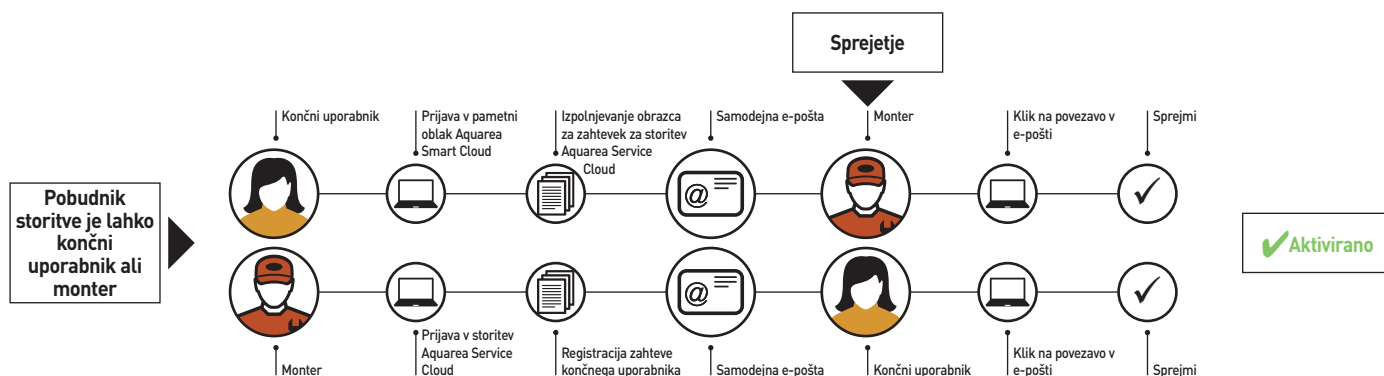 Sprejetje
Končni uporabnik
Prijava v pametni
oblak Aquarea
Smart Cloud
Izpolnjevanje obrazca
za zahtevek za storitev
Aquarea Service
Cloud
Samodejna e-pošta
Monter
Klik na povezavo v
e-pošti
Sprejmi
Pobudnik
storitve je lahko
končni
uporabnik ali
monter
@
@
Aktivirano
Monter
Prijava v storitev
Aquarea Service
Cloud
Registracija zahteve
končnega uporabnika
Samodejna e-pošta
Končni uporabnik
Klik na povezavo v
e-pošti
Sprejmi